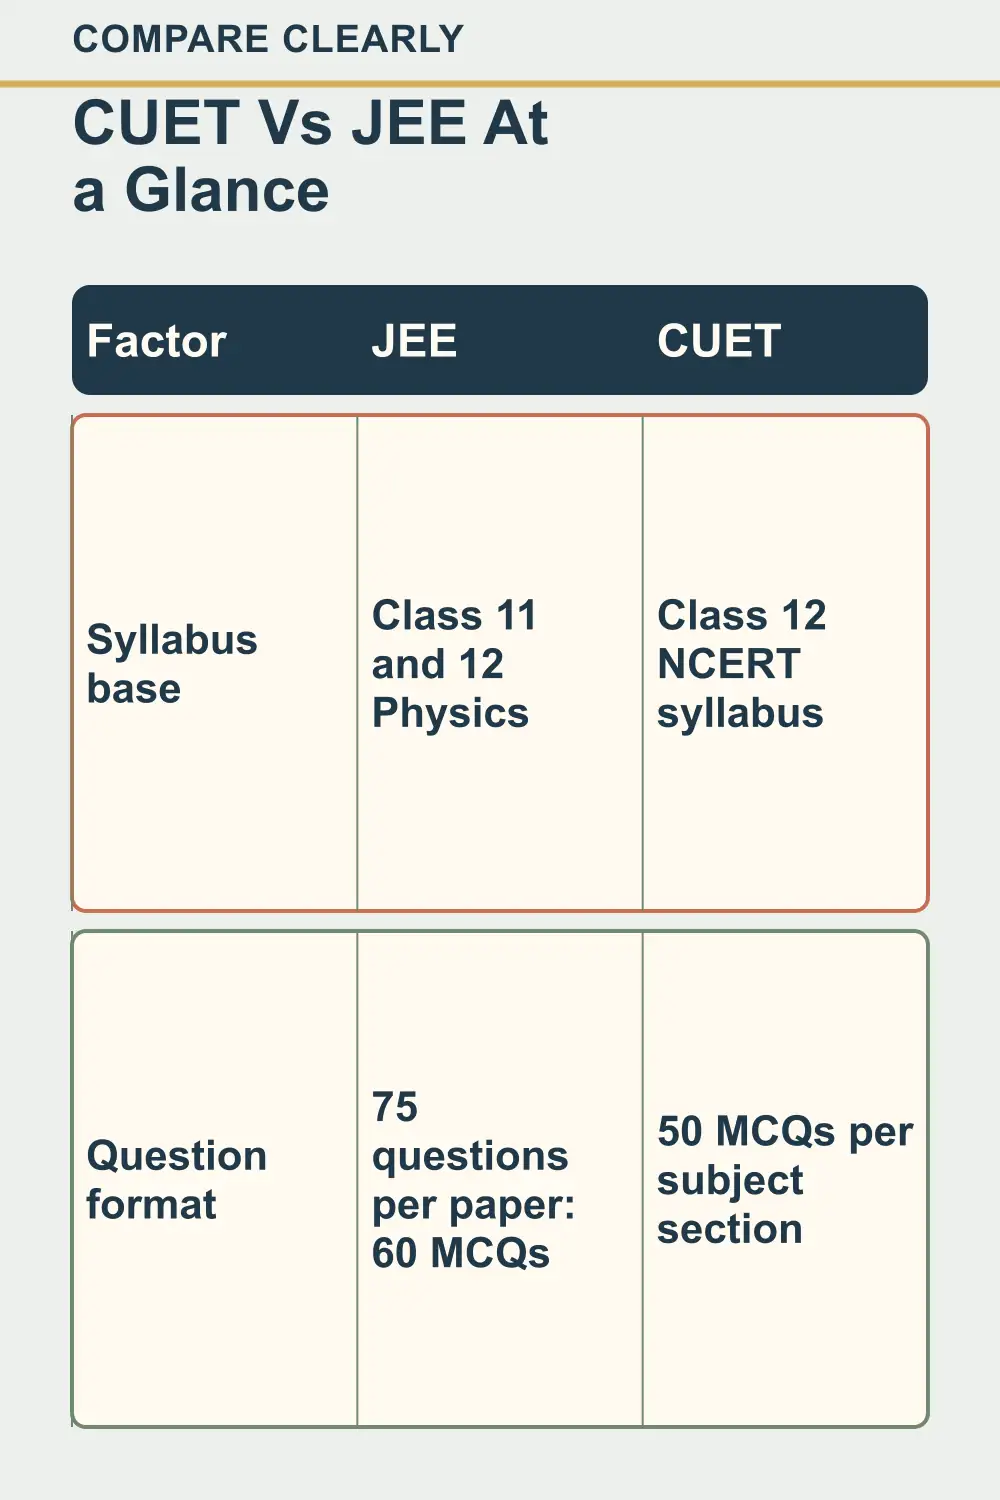 COMPARE CLEARLY
CUET Vs JEE At
a Glance
Factor
JEE
CUET
Syllabus
base
Class 11
and 12
Physics
Class 12
NCERT
syllabus
Question
format
75
questions
per paper:
60 MCQs
50 MCQs per
subject
section